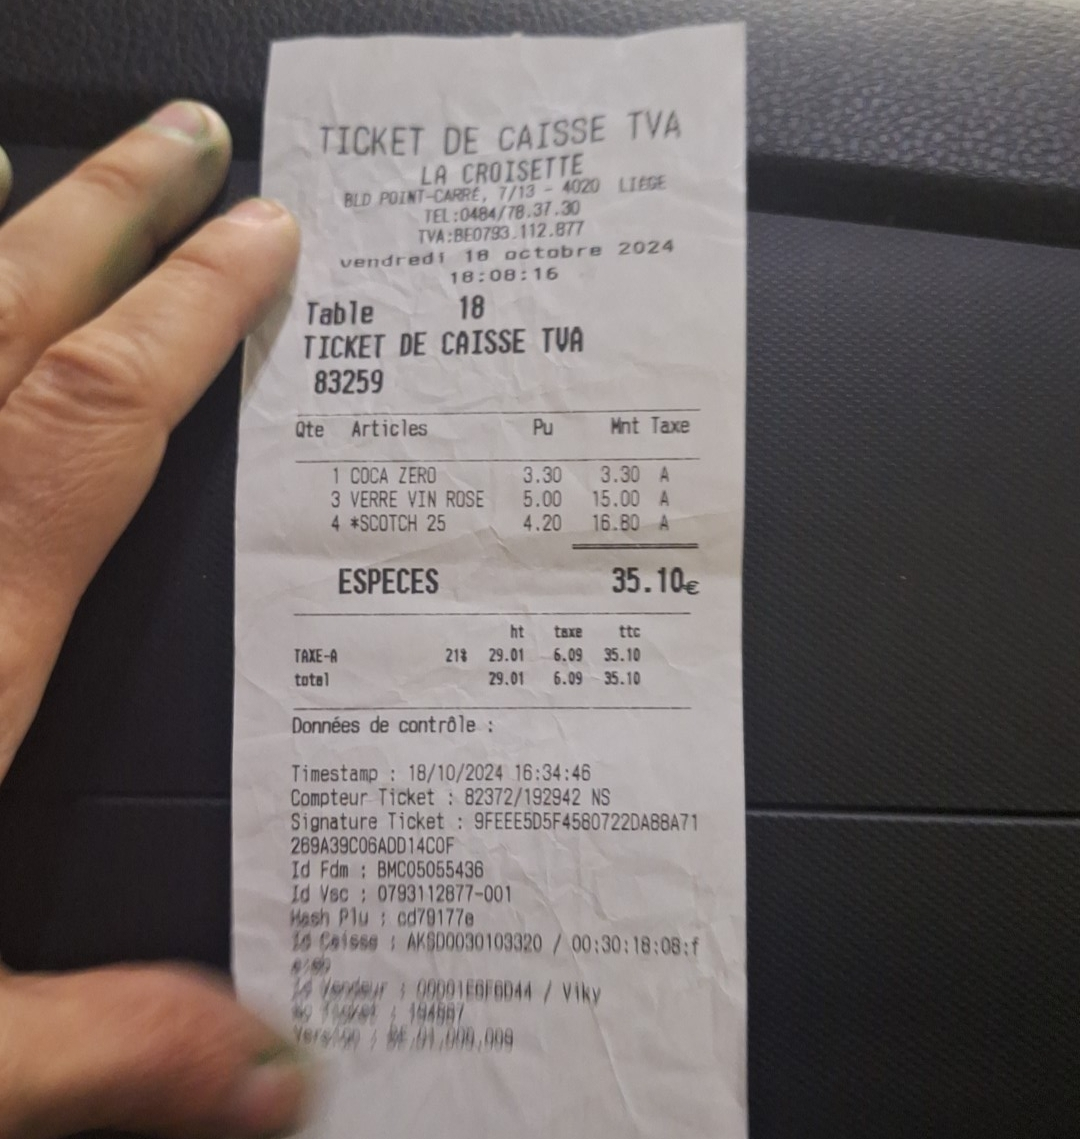 TICKET DE CAISSE TVA
LA CROISETTE
BLD POINT-CARRÉ, 7/13 - 4020 LIEGE
TEL:0484/78.37.30
TVA:BE0793.112.877
vendredi 18 octobre 2024
18:08:16
Table 18
TICKET DE CAISSE TVA
83259
Qte Articles Pu Mnt Taxe
1 COCA ZERO 3.30 3.30 A
3 VERRE VIN ROSE 5.00 15.00 A
4 *SCOTCH 25 4.20 16.80 A
ESPECES 35.10€
ht taxe ttc
TAXE-A 21% 29.01 6.09 35.10
total 29.01 6.09 35.10
Données de contrôle :
Timestamp : 18/10/2024 16:34:46
Compteur Ticket : 82372/192942 NS
Signature Ticket : 9FEEE5D5F4580722DA88A71
269A39C06ADD14C0F
Id Fdm : BMC05055436
Id Vsc : 0793112877-001
Hash Plu : cd79177e
Id Caisse : AKSD0030103320 / 00:30:18:08:f
Id Vendeur : / Viky
No Ticket :
Version :